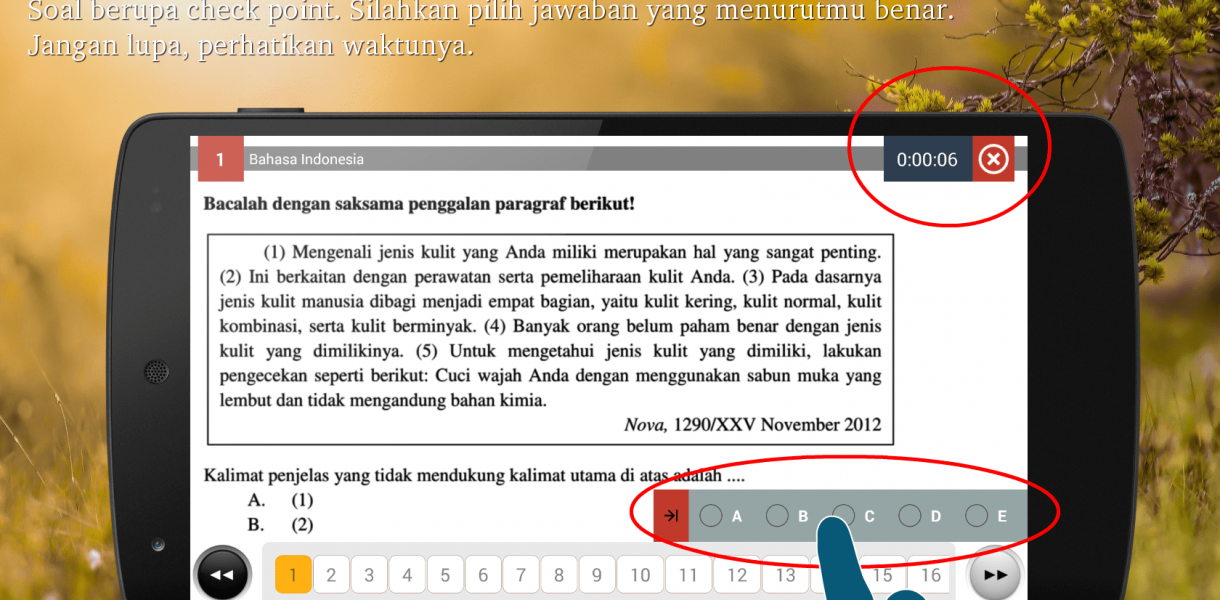 Soal berupa check point. Silahkan pilih jawaban yang menurutmu benar.
Jangan lupa, perhatikan waktunya.
1 Bahasa Indonesia 0:00:06
Bacalah dengan saksama penggalan paragraf berikut!
(1) Mengenali jenis kulit yang Anda miliki merupakan hal yang sangat penting.
(2) Ini berkaitan dengan perawatan serta pemeliharaan kulit Anda. (3) Pada dasarnya
jenis kulit manusia dibagi menjadi empat bagian, yaitu kulit kering, kulit normal, kulit
kombinasi, serta kulit berminyak. (4) Banyak orang belum paham benar dengan jenis
kulit yang dimilikinya. (5) Untuk mengetahui jenis kulit yang dimiliki, lakukan
pengecekan seperti berikut: Cuci wajah Anda dengan menggunakan sabun muka yang
lembut dan tidak mengandung bahan kimia.
Nova, 1290/XXV November 2012
Kalimat penjelas yang tidak mendukung kalimat utama di atas adalah ....
A. (1)
B. (2)
A B C D E
1 2 3 4 5 6 7 8 9 10 11 12 13 15 16